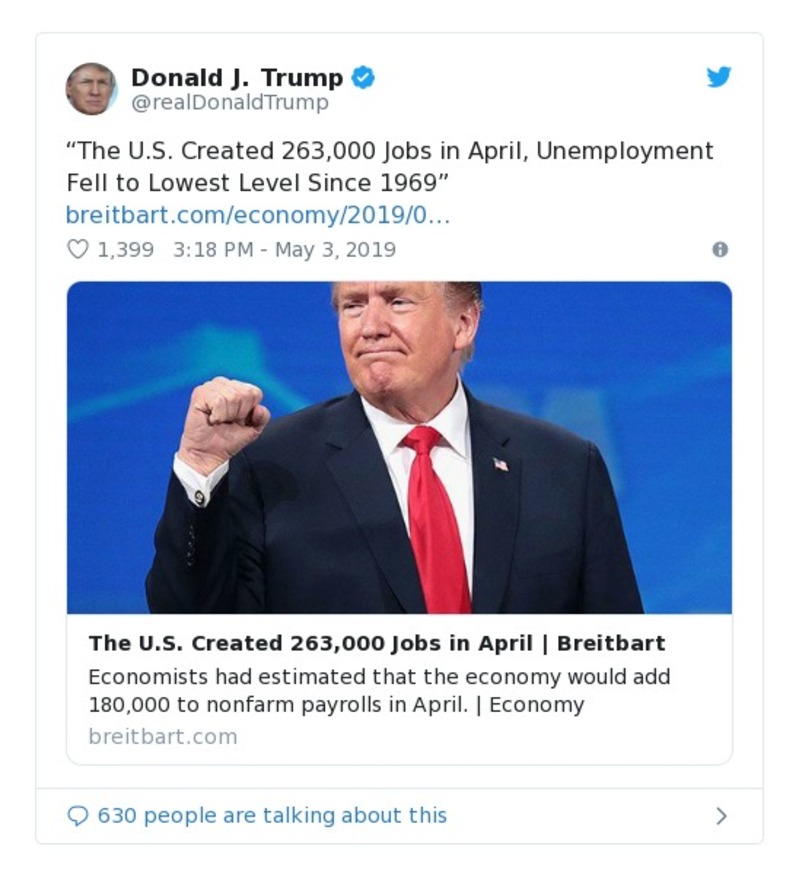 Donald J. Trump
@realDonaldTrump
“The U.S. Created 263,000 Jobs in April, Unemployment
Fell to Lowest Level Since 1969”
breitbart.com/economy/2019/0…
1,399 3:18 PM - May 3, 2019
The U.S. Created 263,000 Jobs in April | Breitbart
Economists had estimated that the economy would add
180,000 to nonfarm payrolls in April. | Economy
breitbart.com
630 people are talking about this